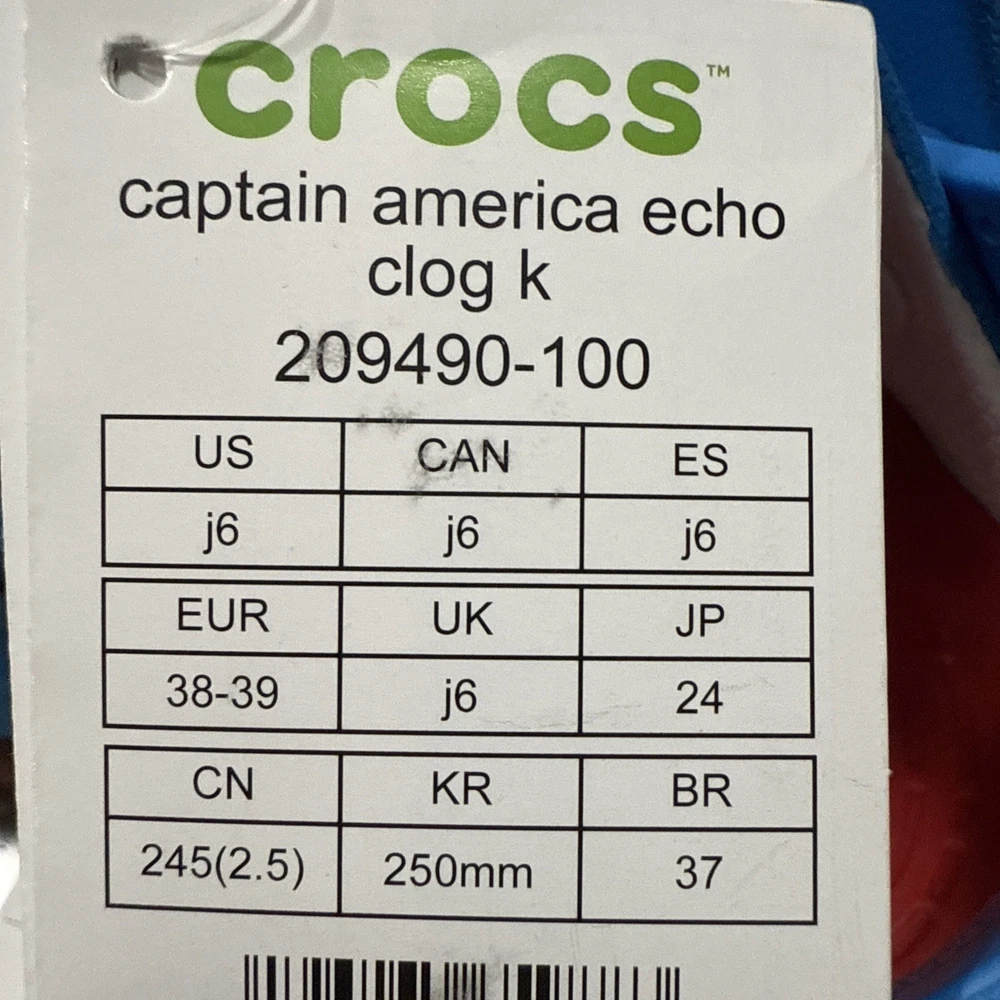 crocs™
captain america echo
clog k
209490-100
US CAN ES
j6 j6 j6
EUR UK JP
38-39 j6 24
CN KR BR
245(2.5) 250mm 37